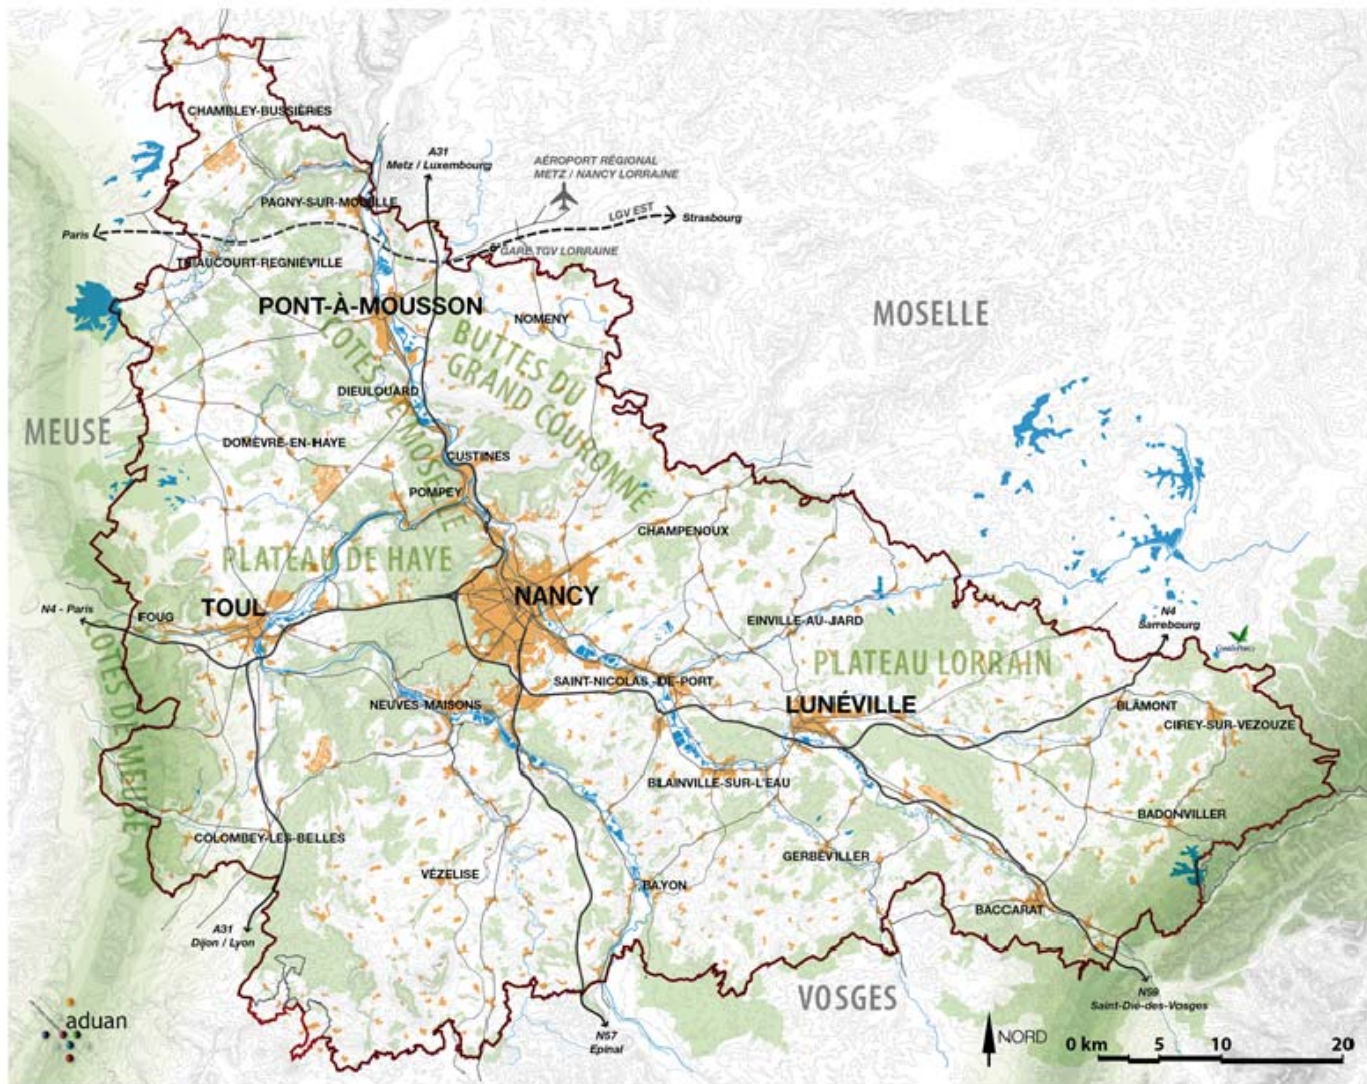 CHAMBLEY-BUSSIÈRES
A31
Metz / Luxembourg
AÉROPORT RÉGIONAL
METZ / NANCY LORRAINE
PAGNY-SUR-MOSELLE
LGV EST
Strasbourg
Paris
GARE TGV LORRAINE
THIAUCOURT-REGNIÉVILLE
PONT-À-MOUSSON
NOMENY
MOSELLE
BUTTES DU
GRAND COURONNÉ
COTES DE MOSELLE
DIEULOUARD
MEUSE
DOMÈVRE-EN-HAYE
CUSTINES
POMPEY
CHAMPENOUX
PLATEAU DE HAYE
NANCY
TOUL
N4 - Paris
FOUG
N4
Sarrebourg
EINVILLE-AU-JARD
PLATEAU LORRAIN
COTES DE MEUSE
SAINT-NICOLAS-DE-PORT
NEUVES-MAISONS
LUNÉVILLE
BLÂMONT
CIREY-SUR-VEZOUZE
BLAINVILLE-SUR-L'EAU
BADONVILLER
COLOMBEY-LES-BELLES
GERBÉVILLER
VÉZELISE
BAYON
BACCARAT
A31
Dijon / Lyon
VOSGES
N59
Saint-Dié-des-Vosges
aduan
N57
Epinal
NORD
0 km 5 10 20